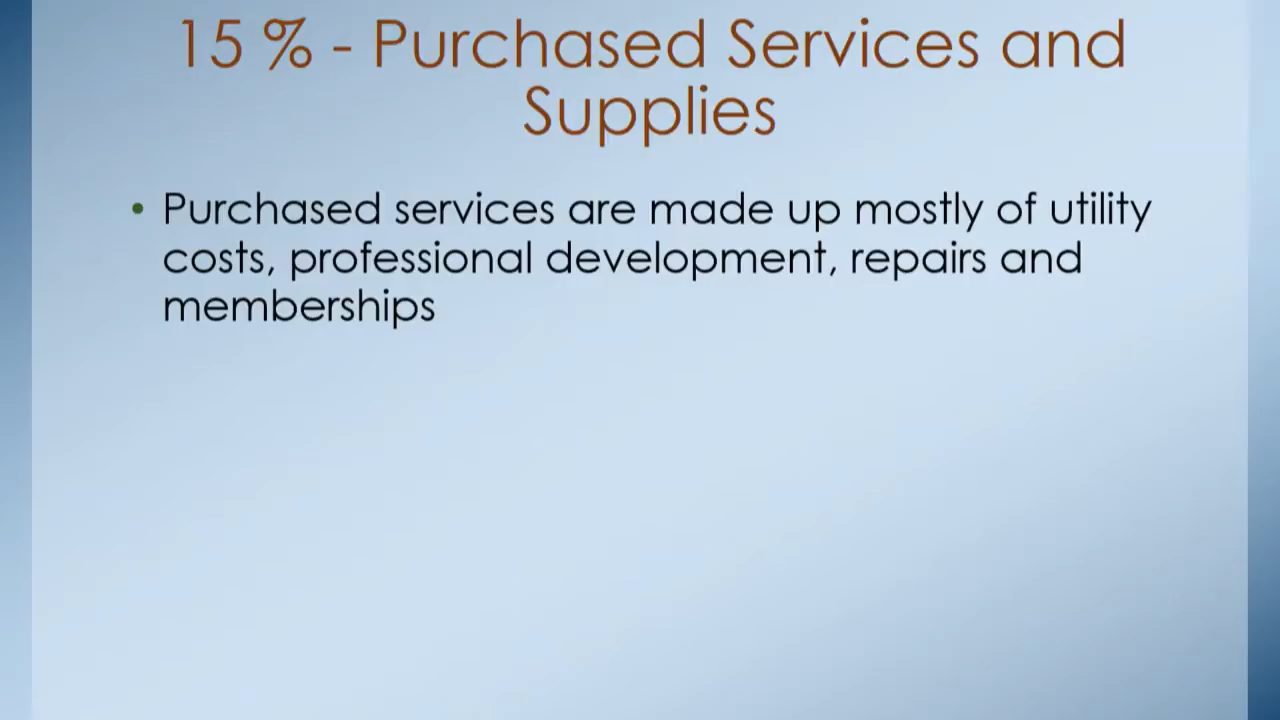 15 % - Purchased Services and
Supplies
• Purchased services are made up mostly of utility
costs, professional development, repairs and
memberships